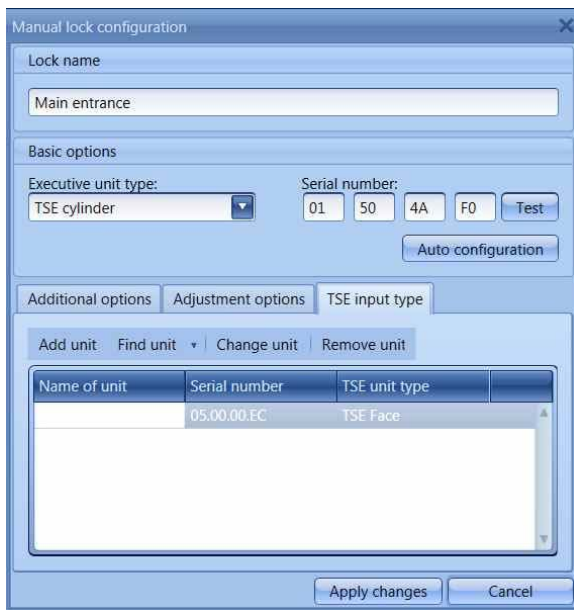 Manual lock configuration
Lock name
Main entrance
Basic options
Executive unit type:
Serial number:
TSE cylinder
01 50 4A F0 Test
Auto configuration
Additional options Adjustment options TSE input type
Add unit Find unit Change unit Remove unit
Name of unit Serial number TSE unit type
05.00.00.EC TSE Face
Apply changes Cancel